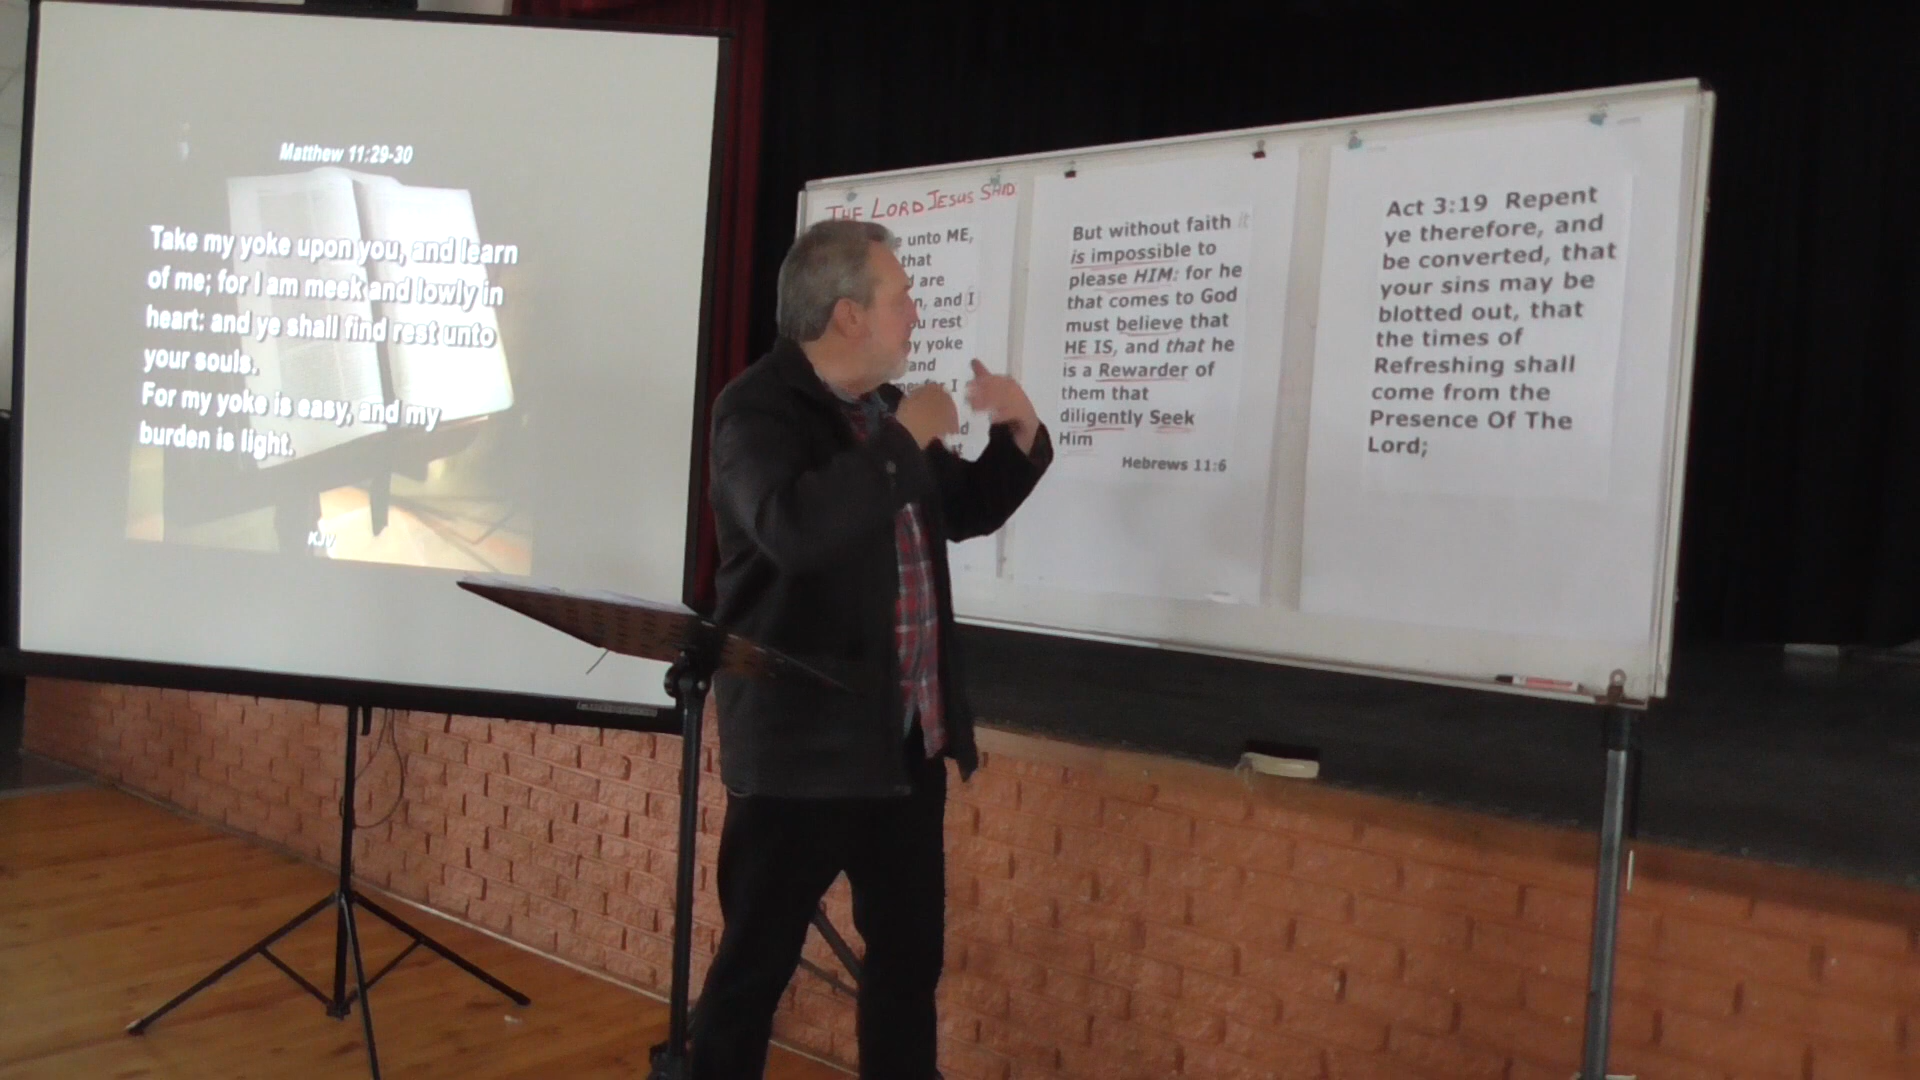 Matthew 11:29-30
Take my yoke upon you, and learn
of me; for I am meek and lowly in
heart: and ye shall find rest unto
your souls.
For my yoke is easy, and my
burden is light.
KJV
THE LORD JESUS SAID
unto ME,
that
are
and I
rest
yoke
and
for I
But without faith it
is impossible to
please HIM: for he
that comes to God
must believe that
HE IS, and that he
is a Rewarder of
them that
diligently Seek
Him
Hebrews 11:6
Act 3:19 Repent
ye therefore, and
be converted, that
your sins may be
blotted out, that
the times of
Refreshing shall
come from the
Presence Of The
Lord;